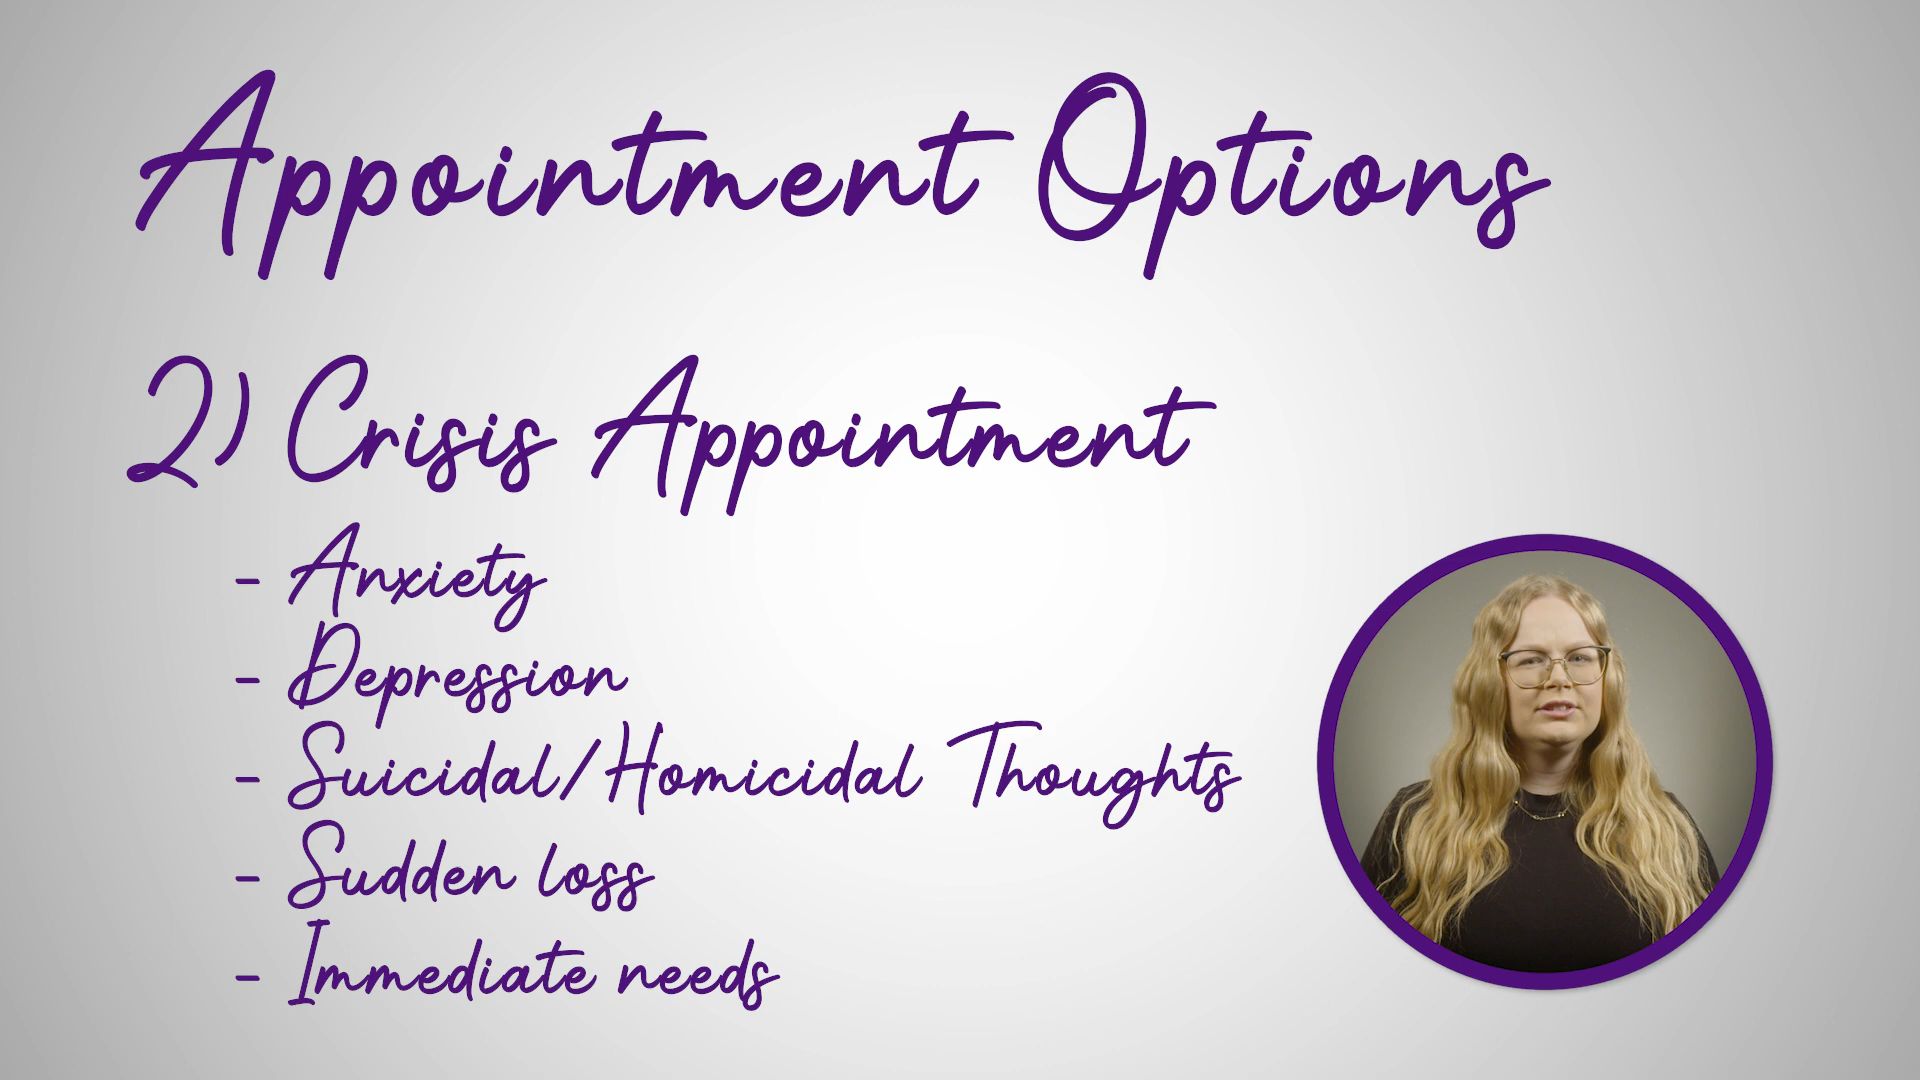 Appointment Options
2) Crisis Appointment
- Anxiety
- Depression
- Suicidal/Homicidal Thoughts
- Sudden loss
- Immediate needs